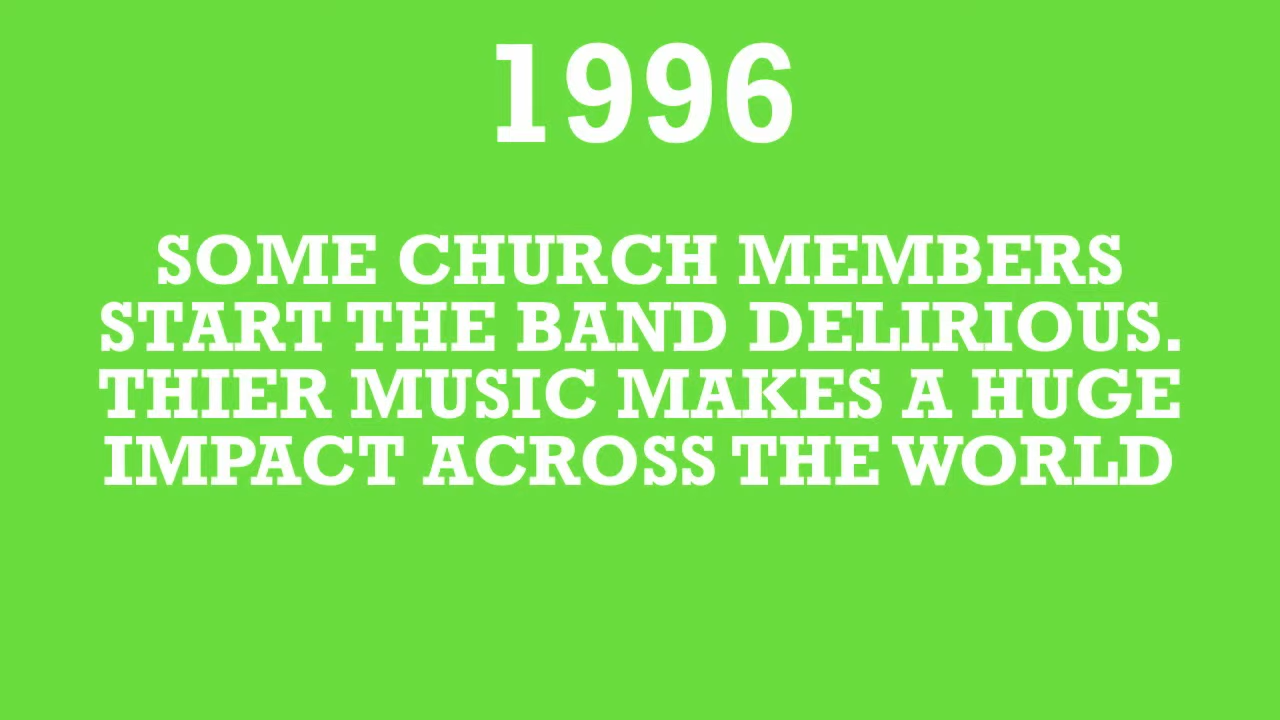 1996
SOME CHURCH MEMBERS
START THE BAND DELIRIOUS.
THIER MUSIC MAKES A HUGE
IMPACT ACROSS THE WORLD